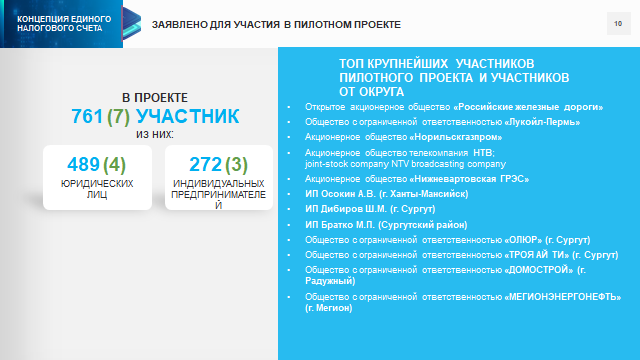 КОНЦЕПЦИЯ ЕДИНОГО
НАЛОГОВОГО СЧЕТА
ЗАЯВЛЕНО ДЛЯ УЧАСТИЯ В ПИЛОТНОМ ПРОЕКТЕ
10
В ПРОЕКТЕ
761 (7) УЧАСТНИК
ИЗ НИХ:
489 (4)
ЮРИДИЧЕСКИХ
ЛИЦ
272 (3)
ИНДИВИДУАЛЬНЫХ
ПРЕДПРИНИМАТЕЛЕ
Й
ТОП КРУПНЕЙШИХ УЧАСТНИКОВ
ПИЛОТНОГО ПРОЕКТА И УЧАСТНИКОВ
ОТ ОКРУГА
• Открытое акционерное общество «Российские железные дороги»
• Общество с ограниченной ответственностью «Лукойл-Пермь»
• Акционерное общество «Норильскгазпром»
• Акционерное общество телекомпания НТВ;
joint-stock company NTV broadcasting company
• Акционерное общество «Нижневартовская ГРЭС»
• ИП Осокин А.В. (г. Ханты-Мансийск)
• ИП Дибиров Ш.М. (г. Сургут)
• ИП Братко М.П. (Сургутский район)
• Общество с ограниченной ответственностью «ОЛЮР» (г. Сургут)
• Общество с ограниченной ответственностью «ТРОЯ АЙ ТИ» (г. Сургут)
• Общество с ограниченной ответственностью «ДОМОСТРОЙ» (г.
Радужный)
• Общество с ограниченной ответственностью «МЕГИОНЭНЕРГОНЕФТЬ»
(г. Мегион)